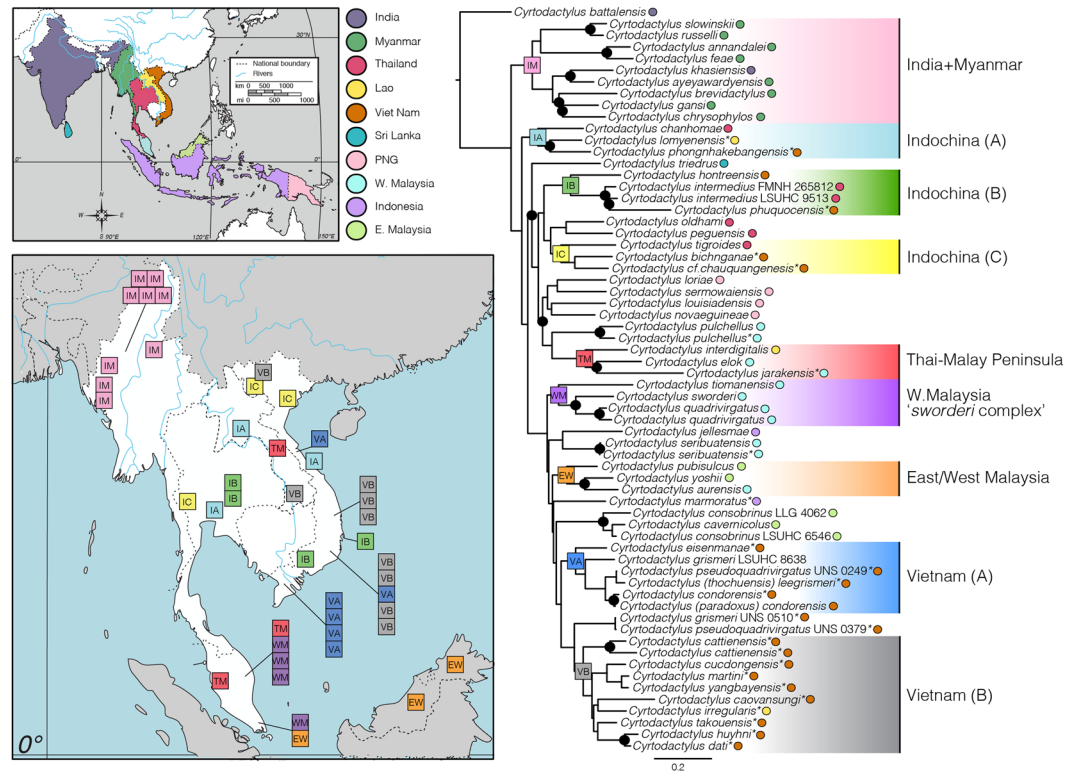 30°N
0°
0°
N
W
E
S
S 90°E
120°E
150°E
National boundary
Rivers
km 0 500 1000
mi 0 500 1000
India
Myanmar
Thailand
Lao
Viet Nam
Sri Lanka
PNG
W. Malaysia
Indonesia
E. Malaysia
IM IM
IM IM IM
IM
IM
IM
IM
VB
IC
IC
IA
TM
VA
IA
IB
IB
IC
IA
VB
VB
VB
VB
IB
IB
VB
VB
VA
VB
VB
VA
VA
VA
VA
TM
WM
WM
WM
TM
EW
EW
WM
EW
0°
Cyrtodactylus battalensis
Cyrtodactylus slowinskii
Cyrtodactylus russelli
Cyrtodactylus annandalei
Cyrtodactylus feae
IM
Cyrtodactylus khasiensis
Cyrtodactylus ayeyawardyensis
Cyrtodactylus brevidactylus
Cyrtodactylus gansi
Cyrtodactylus chrysophylos
India+Myanmar
Cyrtodactylus chanhomae
IA
Cyrtodactylus lomyenensis*
Cyrtodactylus phongnhakebangensis*
Indochina (A)
Cyrtodactylus triedrus
Cyrtodactylus hontreensis
IB
Cyrtodactylus intermedius FMNH 265812
Cyrtodactylus intermedius LSUHC 9513
Cyrtodactylus phuquocensis*
Indochina (B)
Cyrtodactylus oldhami
Cyrtodactylus peguensis
Cyrtodactylus tigroides
IC
Cyrtodactylus bichnganae*
Cyrtodactylus cf.chauquangenesis*
Indochina (C)
Cyrtodactylus loriae
Cyrtodactylus sermowaiensis
Cyrtodactylus louisiadensis
Cyrtodactylus novaeguineae
Cyrtodactylus pulchellus
Cyrtodactylus pulchellus*
Cyrtodactylus interdigitalis
TM
Cyrtodactylus elok
Cyrtodactylus jarakensis*
Thai-Malay Peninsula
Cyrtodactylus tiomanensis
WM
Cyrtodactylus sworderi
Cyrtodactylus quadrivirgatus
Cyrtodactylus quadrivirgatus
W.Malaysia
‘sworderi complex’
Cyrtodactylus jellesmae
Cyrtodactylus seribuatensis
Cyrtodactylus seribuatensis*
Cyrtodactylus pubisulcus
EW
Cyrtodactylus yoshii
Cyrtodactylus aurensis
East/West Malaysia
Cyrtodactylus marmoratus*
Cyrtodactylus consobrinus LLG 4062
Cyrtodactylus cavernicolus
Cyrtodactylus consobrinus LSUHC 6546
Cyrtodactylus eisenmanae*
VA
Cyrtodactylus grismeri LSUHC 8638
Cyrtodactylus pseudoquadrivirgatus UNS 0249*
Cyrtodactylus (thochuensis) leegrismeri*
Cyrtodactylus condorensis*
Cyrtodactylus (paradoxus) condorensis
Vietnam (A)
Cyrtodactylus grismeri UNS 0510*
Cyrtodactylus pseudoquadrivirgatus UNS 0379*
Cyrtodactylus cattienensis*
Cyrtodactylus cattienensis*
Cyrtodactylus cucdongensis*
VB
Cyrtodactylus martini*
Cyrtodactylus yangbayensis*
Cyrtodactylus caovansungi*
Cyrtodactylus irregularis*
Cyrtodactylus takouensis*
Cyrtodactylus huyhni*
Cyrtodactylus dati*
Vietnam (B)
0.2